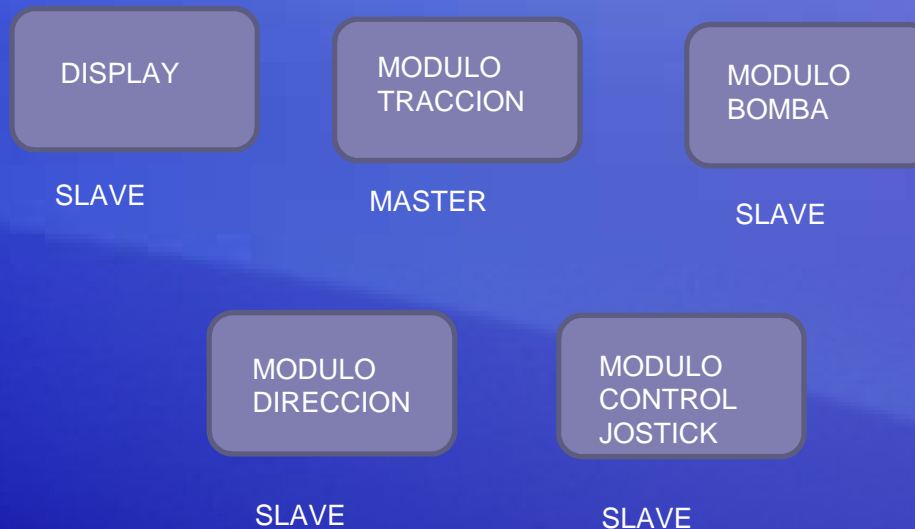 DISPLAY
SLAVE
MODULO
TRACCION
MASTER
MODULO
BOMBA
SLAVE
MODULO
DIRECCION
SLAVE
MODULO
CONTROL
JOSTICK
SLAVE